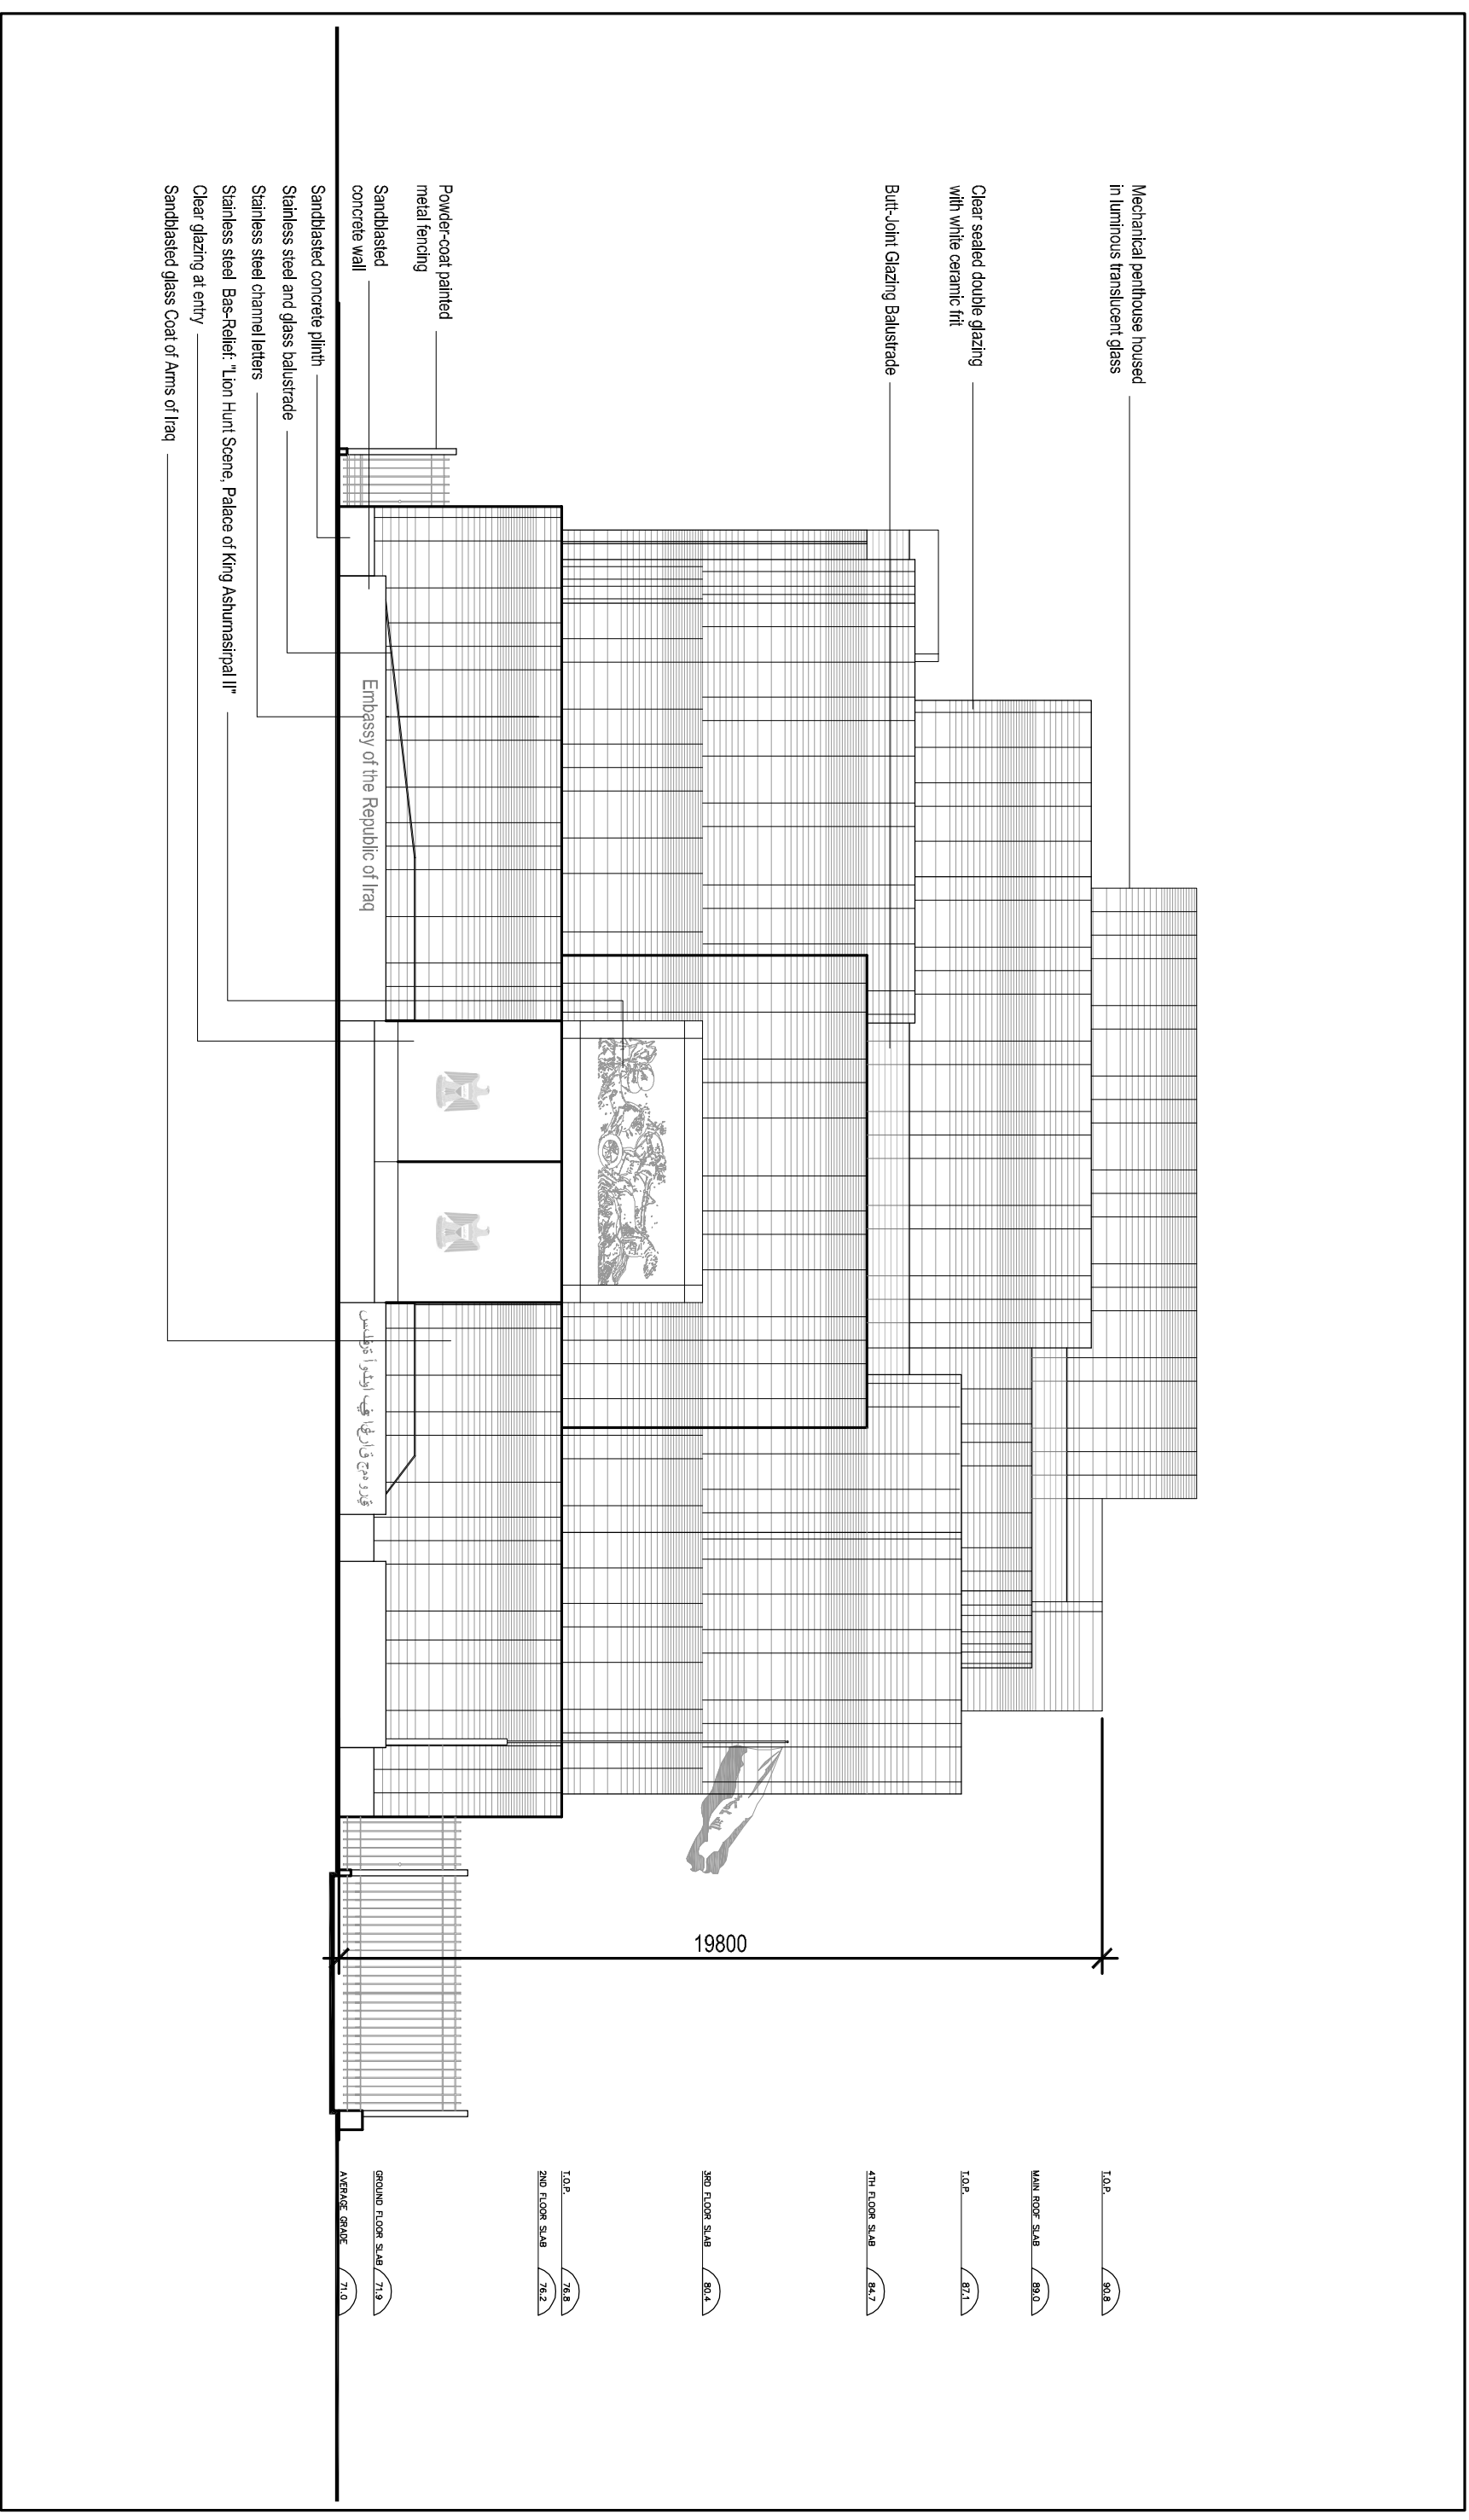 Mechanical penthouse housed
in luminous translucent glass
Clear sealed double glazing
with white ceramic frit
Butt-Joint Glazing Balustrade
Powder-coat painted
metal fencing
Sandblasted
concrete wall
Sandblasted concrete plinth
Stainless steel and glass balustrade
Stainless steel channel letters
Stainless steel Bas-Relief: "Lion Hunt Scene, Palace of King Ashurnasirpal II"
Clear glazing at entry
Sandblasted glass Coat of Arms of Iraq
Embassy of the Republic of Iraq
19800
T.O.P. 90.8
MAIN ROOF SLAB 89.0
T.O.P. 87.1
4TH FLOOR SLAB 84.7
3RD FLOOR SLAB 80.4
T.O.P. 76.8
2ND FLOOR SLAB 76.2
GROUND FLOOR SLAB 71.9
AVERAGE GRADE 71.0